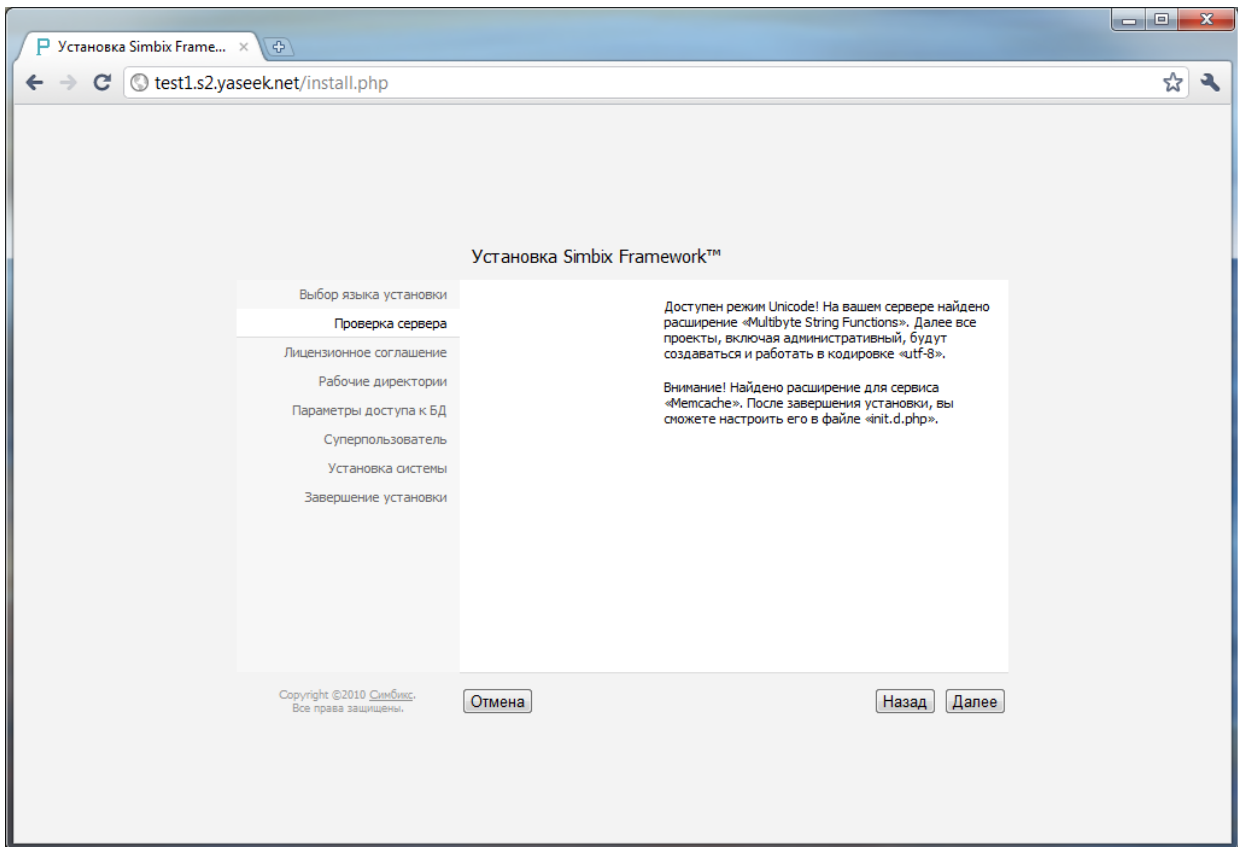 Установка Simbix Frame...
test1.s2.yaseek.net/install.php
Установка Simbix Framework™
Выбор языка установки
Проверка сервера
Лицензионное соглашение
Рабочие директории
Параметры доступа к БД
Суперпользователь
Установка системы
Завершение установки
Доступен режим Unicode! На вашем сервере найдено
расширение «Multibyte String Functions». Далее все
проекты, включая административный, будут
создаваться и работать в кодировке «utf-8».
Внимание! Найдено расширение для сервиса
«Memcache». После завершения установки, вы
сможете настроить его в файле «init.d.php».
Copyright ©2010 Симбикс.
Все права защищены.
Отмена
Назад
Далее